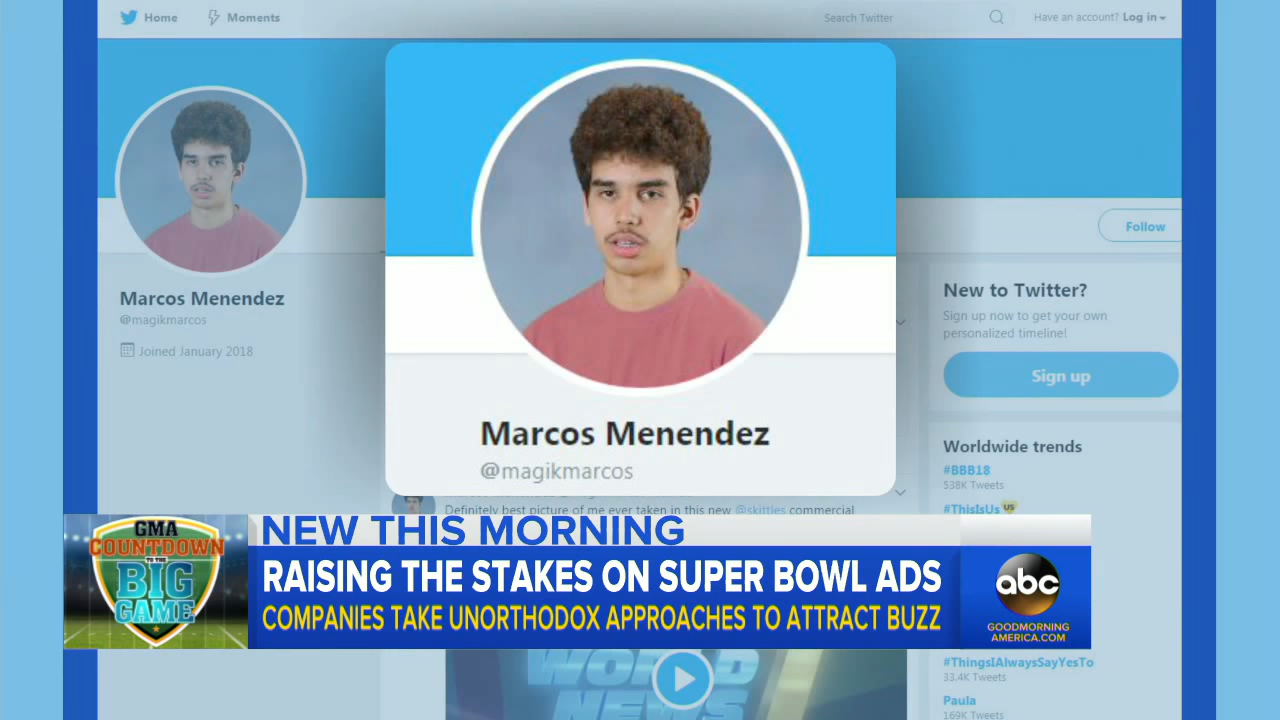 Home
Moments
Search Twitter
Have an account? Log in
Follow
Marcos Menendez
@magikmarcos
Joined January 2018
Marcos Menendez
@magikmarcos
New to Twitter?
Sign up now to get your own
personalized timeline!
Sign up
Worldwide trends
#BBB18
538K Tweets
#ThisIsUs
Definitely best picture of me ever taken in this new @skittles commercial
GMA
COUNTDOWN
TO THE
BIG
GAME
NEW THIS MORNING
RAISING THE STAKES ON SUPER BOWL ADS
COMPANIES TAKE UNORTHODOX APPROACHES TO ATTRACT BUZZ
abc
GOODMORNING
AMERICA.COM
WORLD
NEWS
#ThingsIAlwaysSayYesTo
33.4K Tweets
Paula
169K Tweets